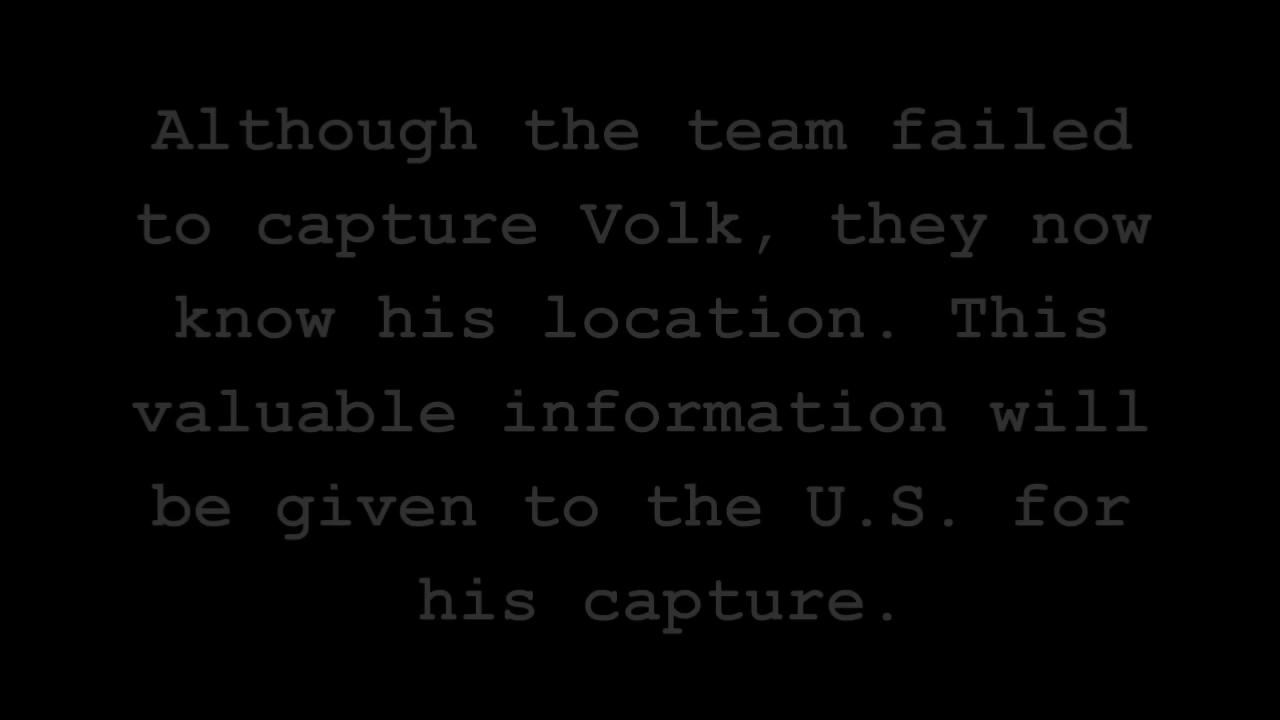 Although the team failed
to capture Volk, they now
know his location. This
valuable information will
be given to the U.S. for
his capture.